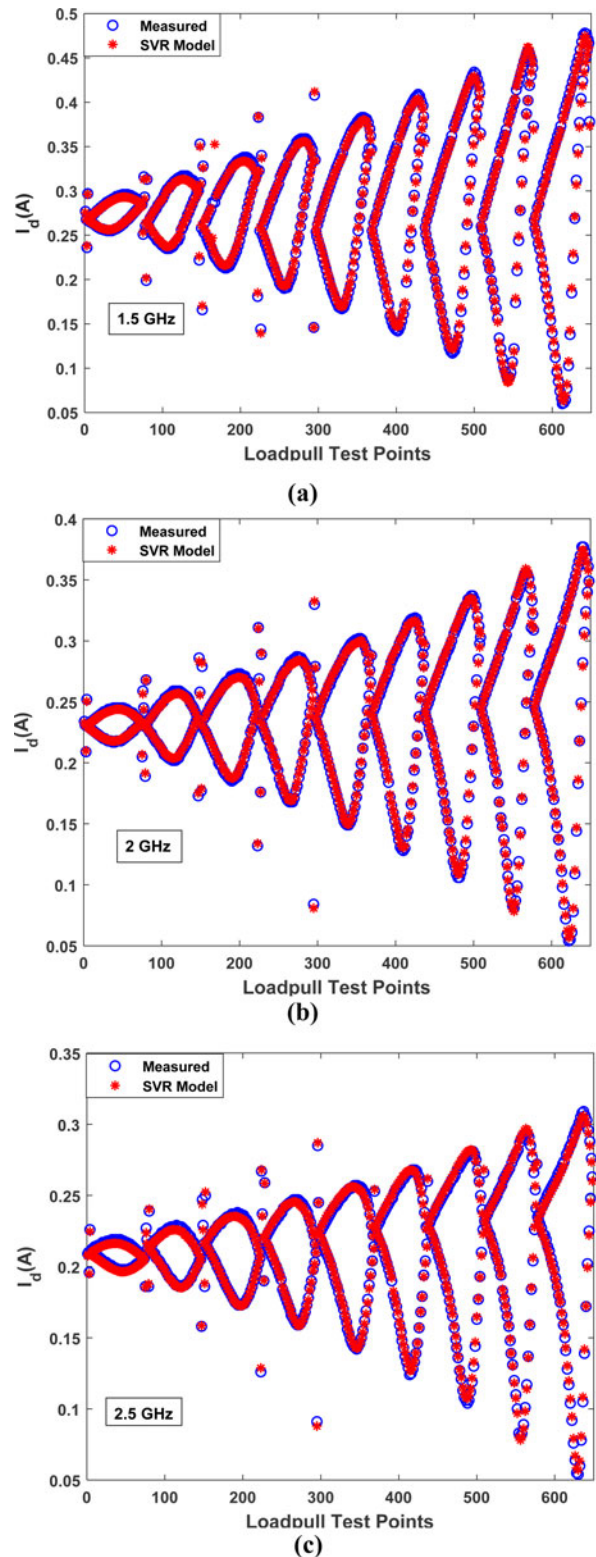 Measured
SVR Model
0.5
0.45
0.4
0.35
0.3
0.25
0.2
0.15
0.1
0.05
I_d(A)
1.5 GHz
0 100 200 300 400 500 600
Loadpull Test Points
(a)
Measured
SVR Model
0.4
0.35
0.3
0.25
0.2
0.15
0.1
0.05
I_d(A)
2 GHz
0 100 200 300 400 500 600
Loadpull Test Points
(b)
Measured
SVR Model
0.35
0.3
0.25
0.2
0.15
0.1
0.05
I_d(A)
2.5 GHz
0 100 200 300 400 500 600
Loadpull Test Points
(c)